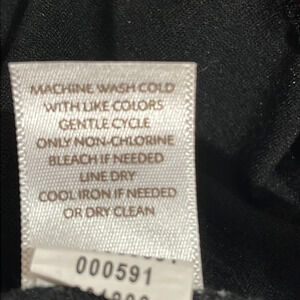 MACHINE WASH COLD
WITH LIKE COLORS
GENTLE CYCLE
ONLY NON-CHLORINE
BLEACH IF NEEDED
LINE DRY
COOL IRON IF NEEDED
OR DRY CLEAN
000591